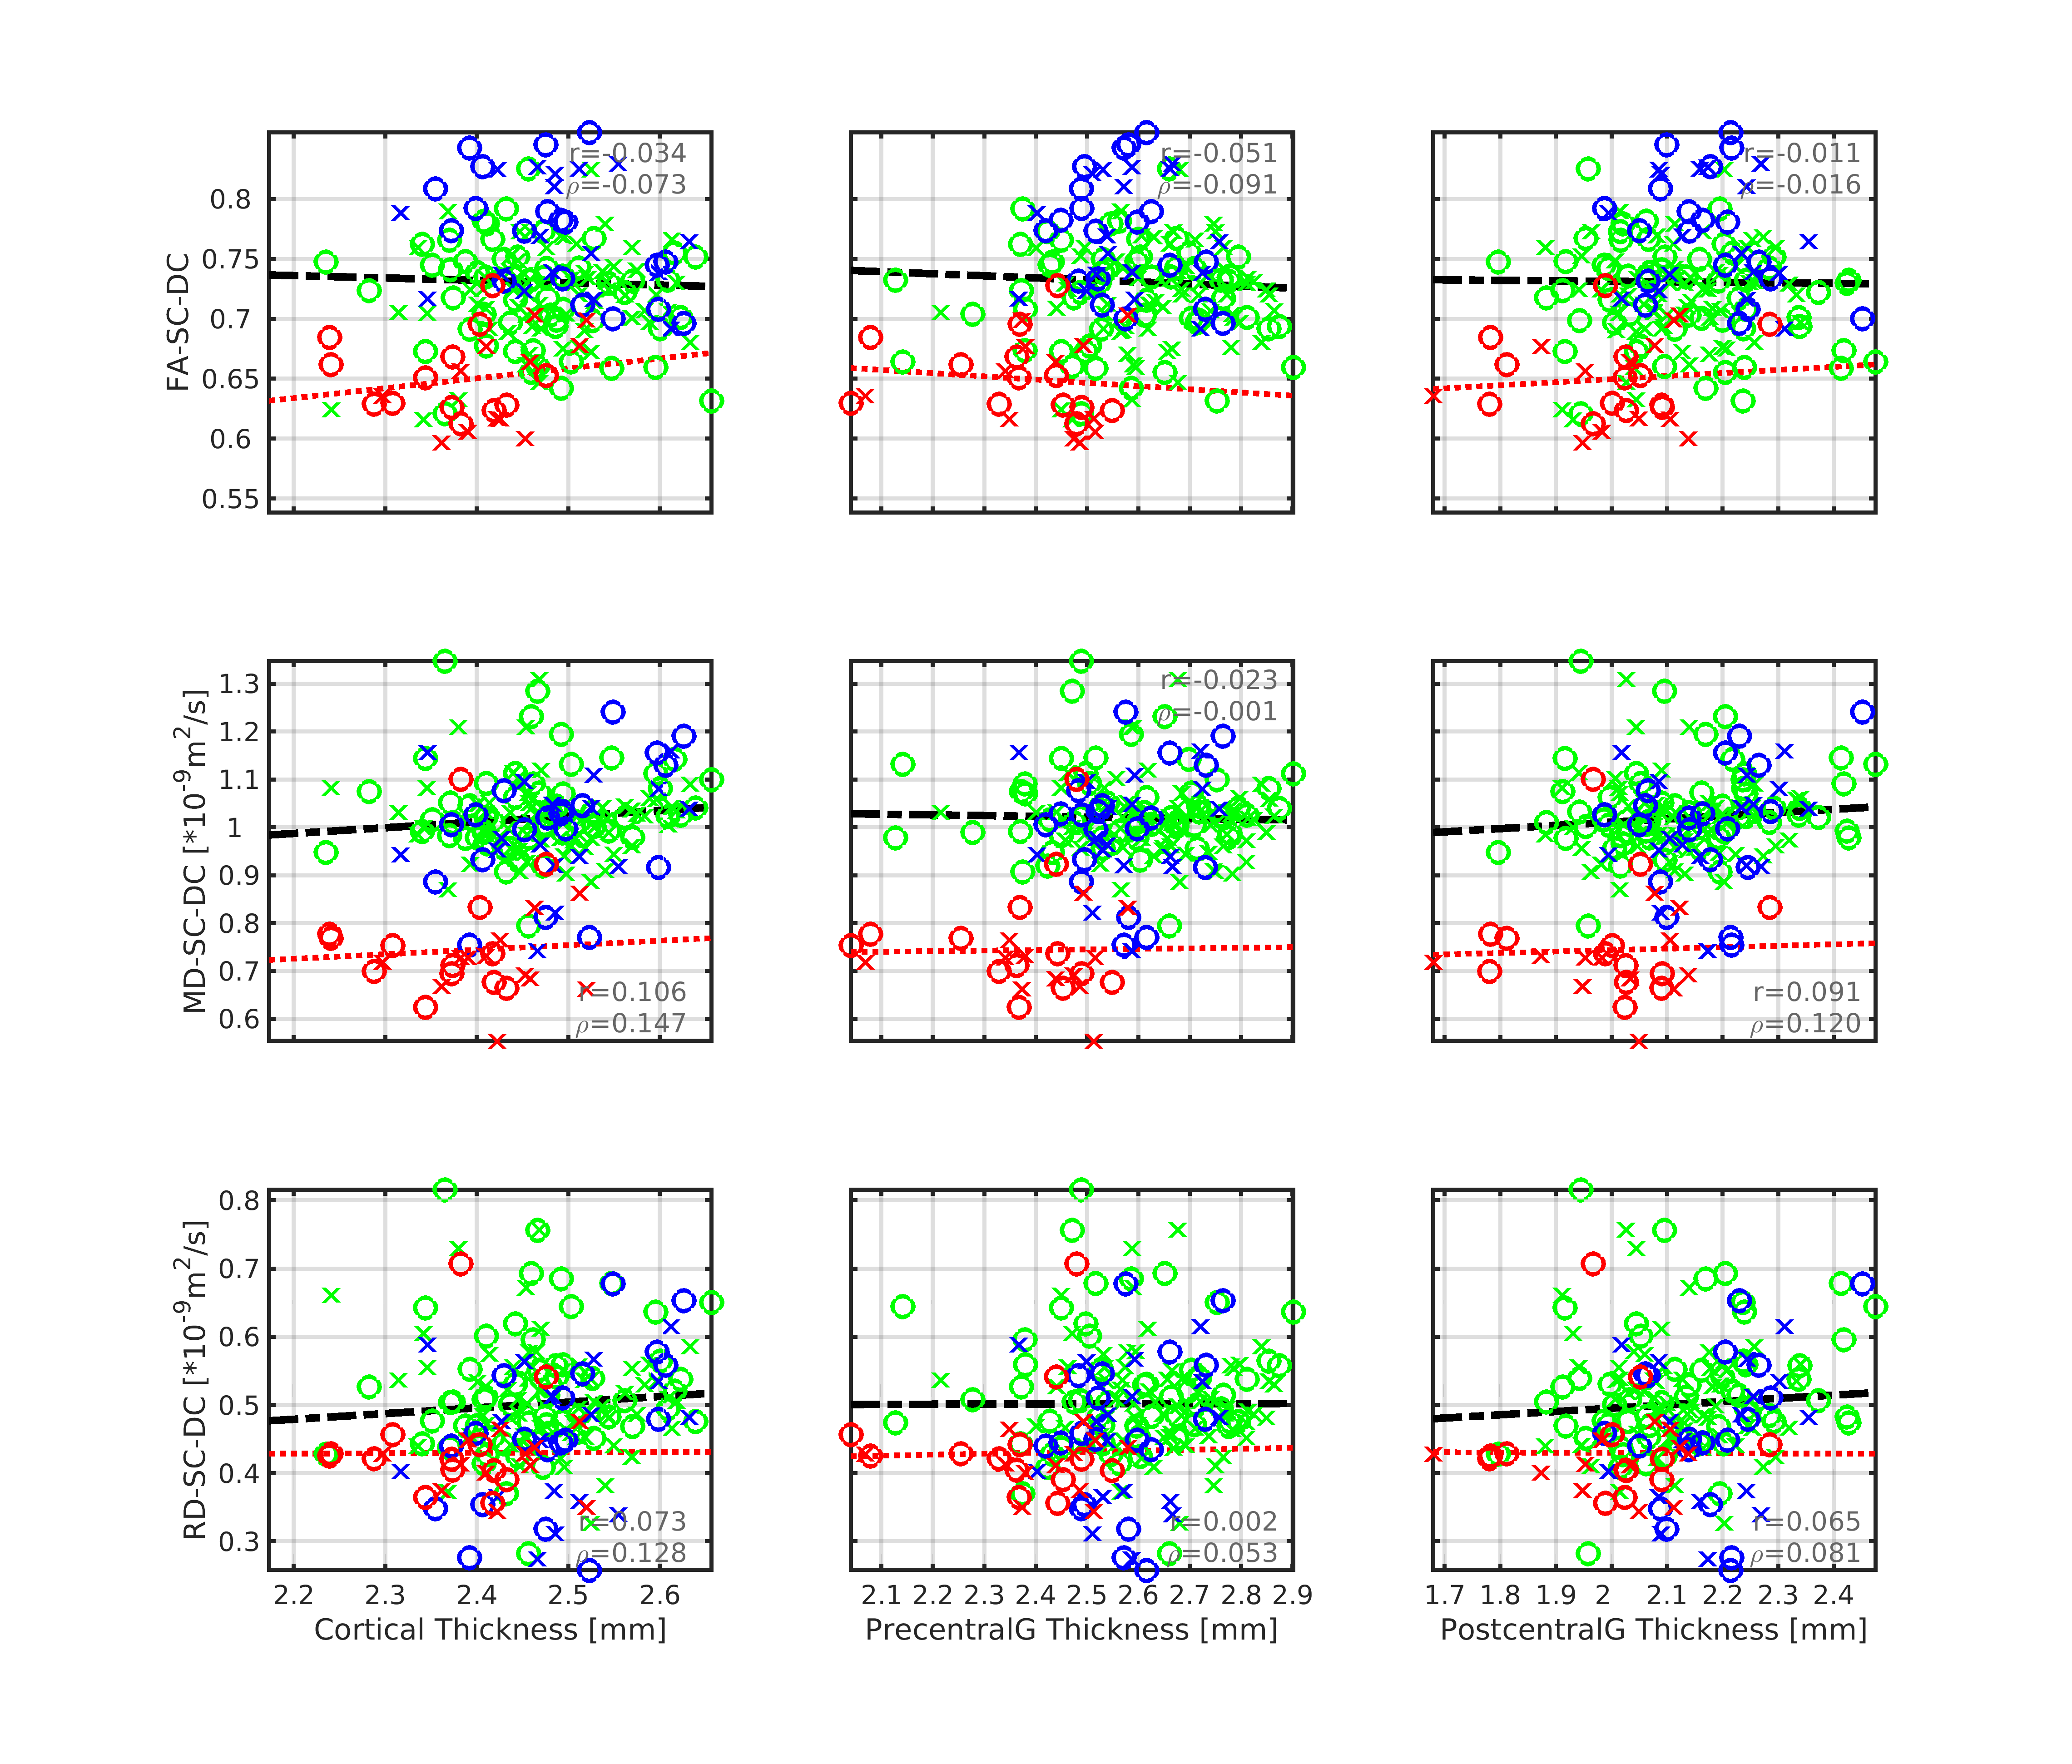 r=-0.034
ρ=-0.073
r=-0.051
ρ=-0.091
r=-0.011
ρ=-0.016
FA-SC-DC
0.8
0.75
0.7
0.65
0.6
0.55
r=-0.023
ρ=-0.001
MD-SC-DC [*10-9m2/s]
1.3
1.2
1.1
1
0.9
0.8
0.7
0.6
r=0.106
ρ=0.147
r=0.091
ρ=0.120
RD-SC-DC [*10-9m2/s]
0.8
0.7
0.6
0.5
0.4
0.3
r=0.073
ρ=0.128
r=0.002
ρ=0.053
r=0.065
ρ=0.081
2.2 2.3 2.4 2.5 2.6
2.1 2.2 2.3 2.4 2.5 2.6 2.7 2.8 2.9
1.7 1.8 1.9 2 2.1 2.2 2.3 2.4
Cortical Thickness [mm]
PrecentralG Thickness [mm]
PostcentralG Thickness [mm]